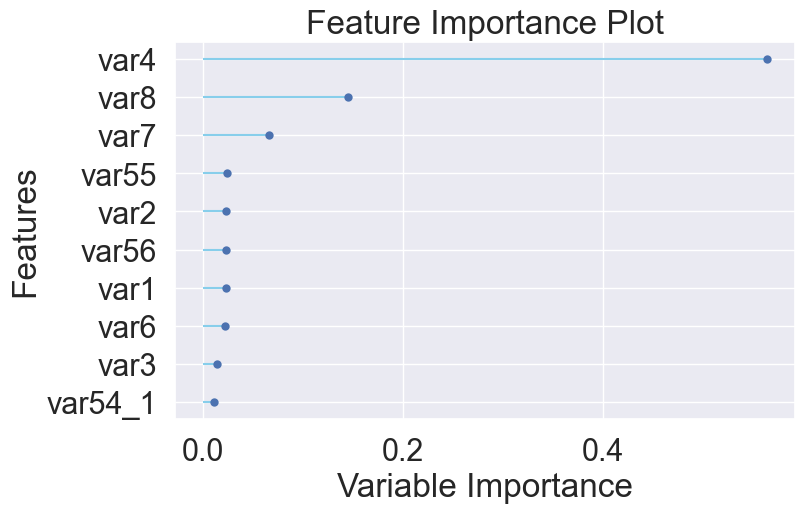 Feature Importance Plot
Features
var4
var8
var7
var55
var2
var56
var1
var6
var3
var54_1
0.0 0.2 0.4
Variable Importance